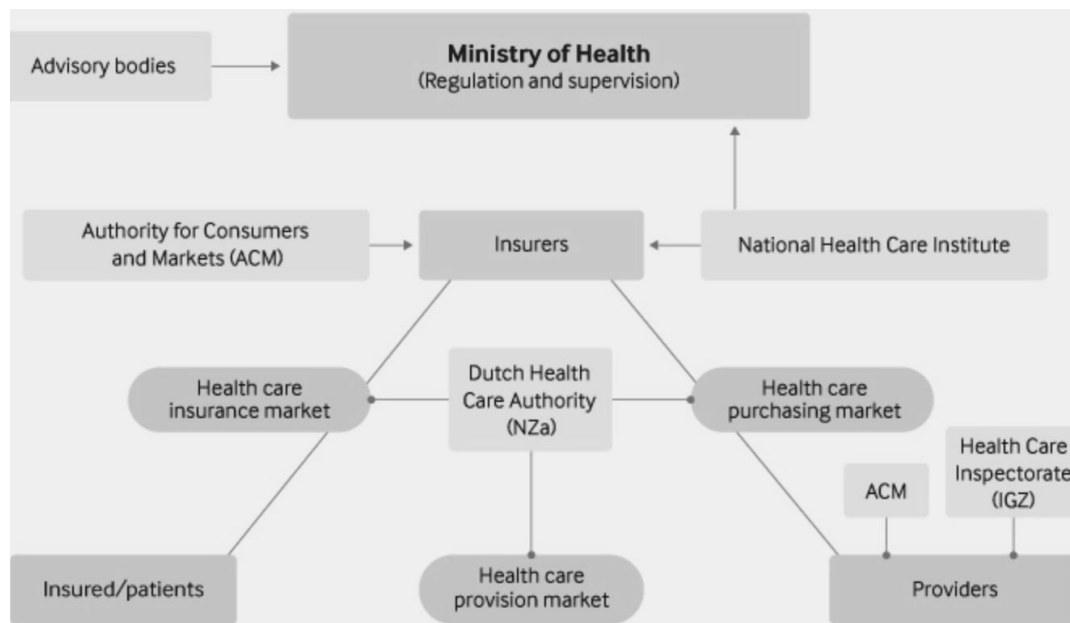 Ministry of Health
(Regulation and supervision)
Advisory bodies
Authority for Consumers
and Markets (ACM)
Insurers
National Health Care Institute
Health care
insurance market
Dutch Health
Care Authority
(NZa)
Health care
purchasing market
ACM
Health Care
Inspectorate
(IGZ)
Insured/patients
Health care
provision market
Providers